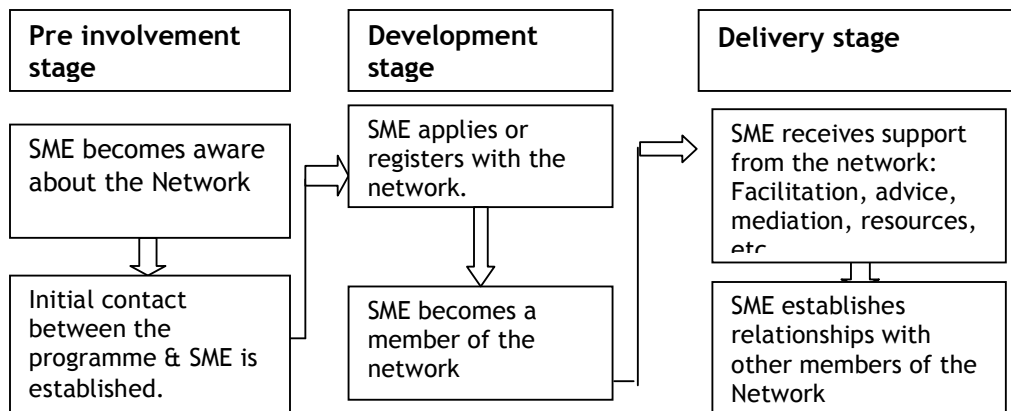 Pre involvement
stage
Development
stage
Delivery stage
SME becomes aware
about the Network
Initial contact
between the
programme & SME is
established.
SME applies or
registers with the
network.
SME becomes a
member of the
network
SME receives support
from the network:
Facilitation, advice,
mediation, resources,
etc
SME establishes
relationships with
other members of the
Network